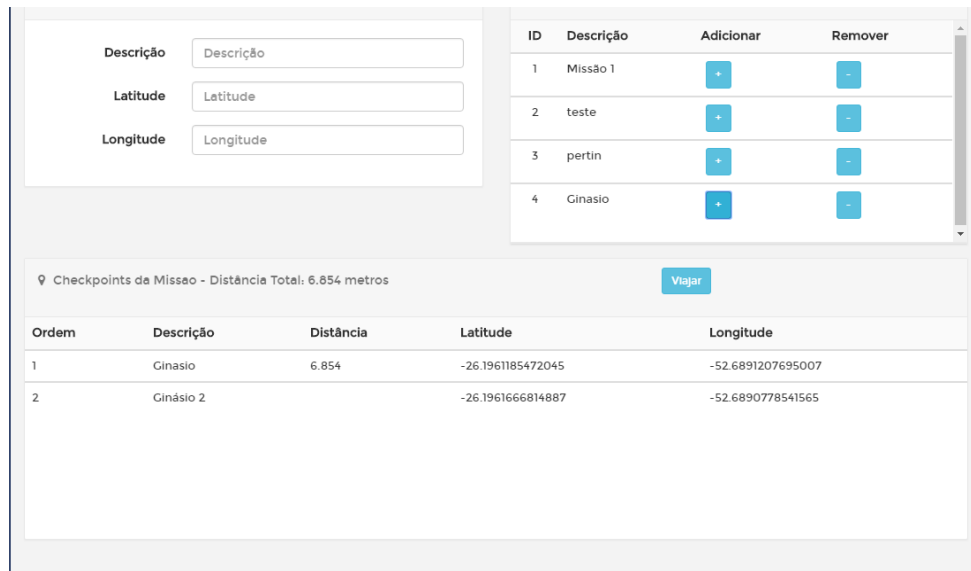 Descrição Descrição
Latitude Latitude
Longitude Longitude
ID Descrição Adicionar Remover
1 Missão 1 + -
2 teste + -
3 pertin + -
4 Ginasio + -
Checkpoints da Missao - Distância Total: 6.854 metros Viajar
Ordem Descrição Distância Latitude Longitude
1 Ginasio 6.854 -26.1961185472045 -52.6891207695007
2 Ginásio 2 -26.1961666814887 -52.6890778541565